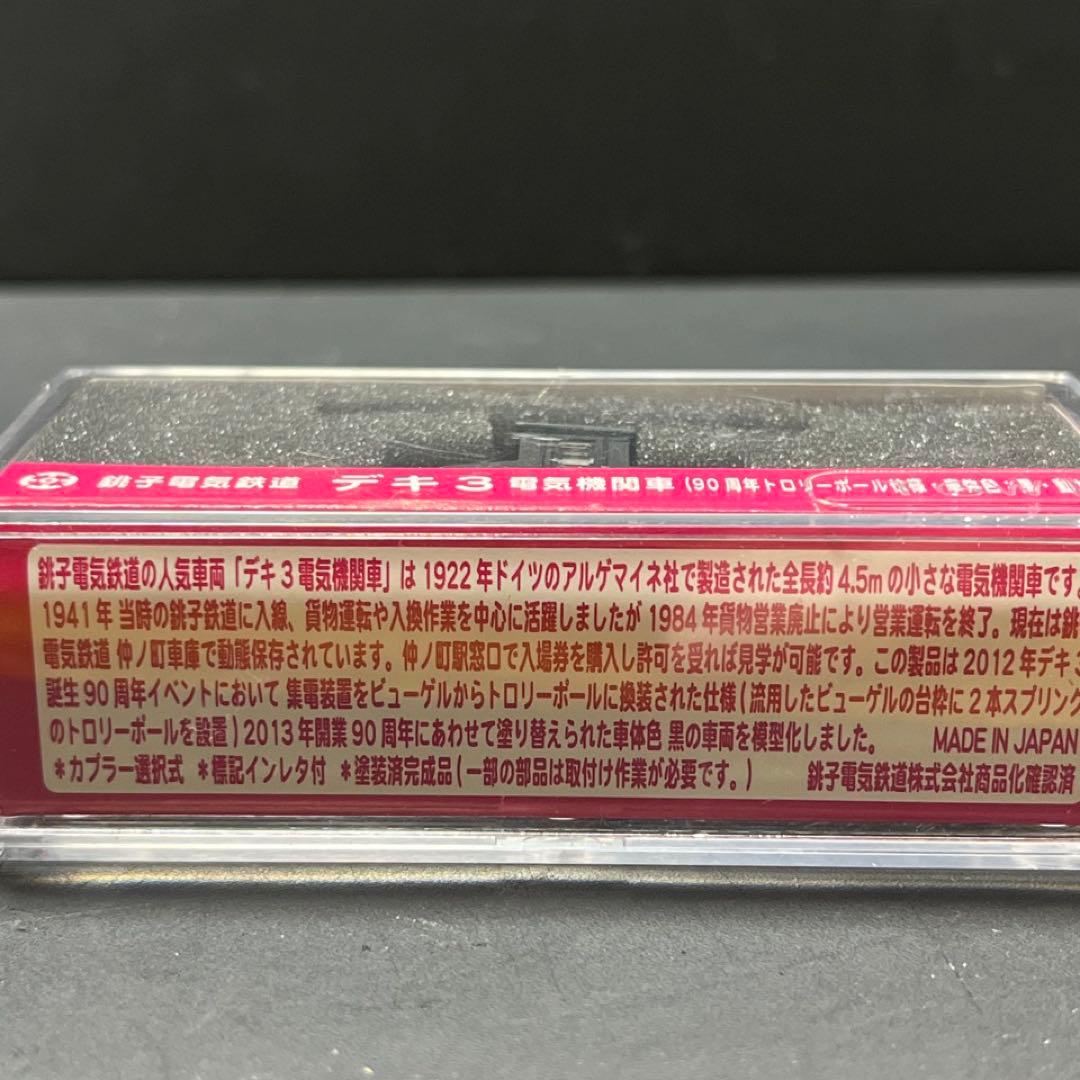 銚子電気鉄道 デキ3 電気機関車 (90周年トロリーポール仕様・車体色:黒・
銚子電気鉄道の人気車両「デキ3電気機関車」は1922年ドイツのアルゲマイネ社で製造された全長約4.5mの小さな電気機関車です。
1941年 当時の銚子鉄道に入線、貨物運転や入換作業を中心に活躍しましたが1984年貨物営業廃止により営業運転を終了。現在は銚
電気鉄道 仲ノ町車庫で動態保存されています。仲ノ町駅窓口で入場券を購入し許可を受れば見学が可能です。この製品は2012年デキ3
誕生90周年イベントにおいて 集電装置をビューゲルからトロリーポールに換装された仕様(流用したビューゲルの台枠に2本スプリング
のトロリーポールを設置)2013年開業90周年にあわせて塗り替えられた車体色 黒の車両を模型化しました。 MADE IN JAPAN
*カプラー選択式 *標記インレタ付 *塗装済完成品(一部の部品は取付け作業が必要です。) 銚子電気鉄道株式会社商品化確認済